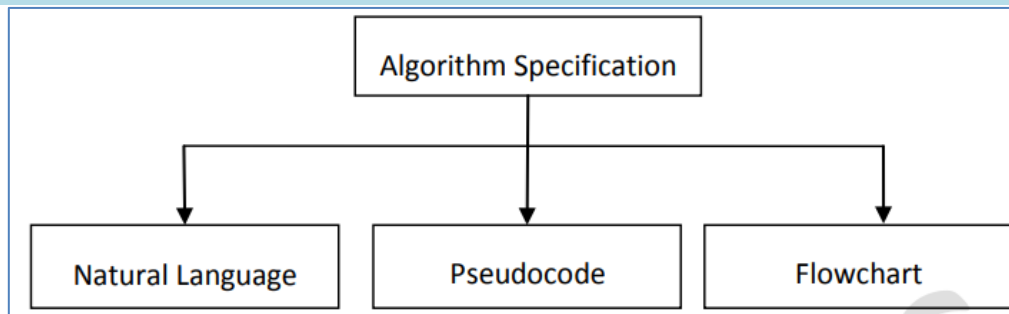 Algorithm Specification
Natural Language
Pseudocode
Flowchart